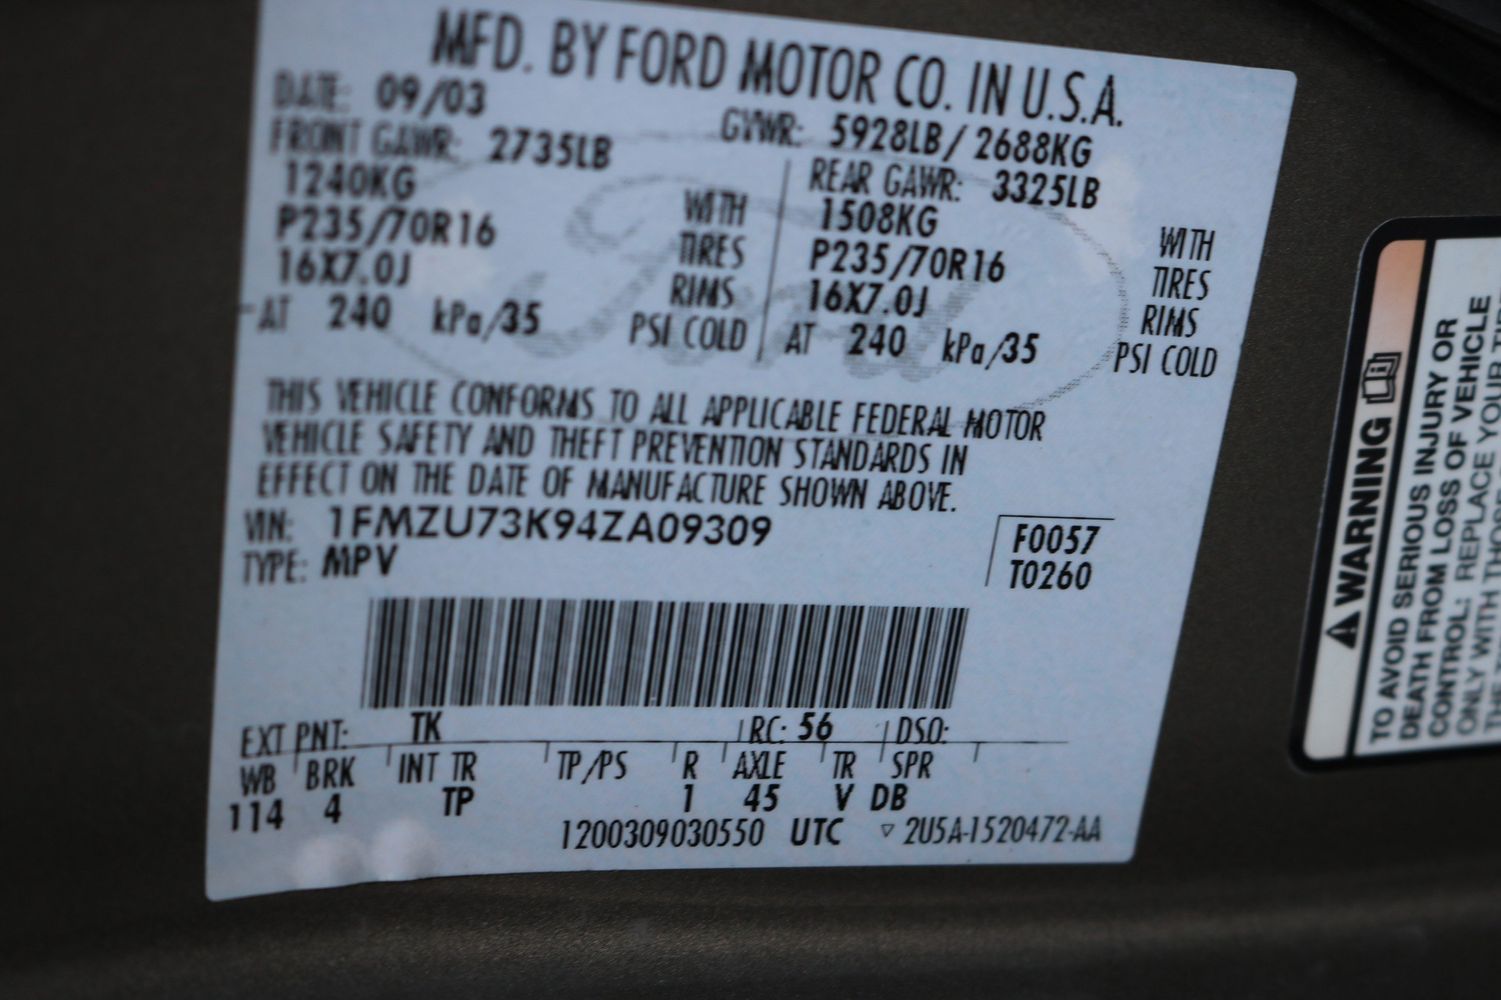 MFD. BY FORD MOTOR CO. IN U.S.A.
DATE: 09/03 GVWR: 5928LB/ 2688KG
FRONT GAWR: 2735LB REAR GAWR: 3325LB
1240KG WITH 1508KG WITH
P235/70R16 TIRES P235/70R16 TIRES
16X7.0J RIMS 16X7.0J RIMS
AT 240 kPa/35 PSI COLD AT 240 kPa/35 PSI COLD
Ford
THIS VEHICLE CONFORMS TO ALL APPLICABLE FEDERAL MOTOR
VEHICLE SAFETY AND THEFT PREVENTION STANDARDS IN
EFFECT ON THE DATE OF MANUFACTURE SHOWN ABOVE.
VIN: 1FMZU73K94ZA09309 F0057
TYPE: MPV T0260
EXT PNT: TK RC: 56 DSO:
WB BRK INT TR TP/PS R AXLE TR SPR
114 4 TP 1 45 V DB
1200309030550 UTC ▽ 2U5A-1520472-AA
WARNING
TO AVOID SERIOUS INJURY OR
DEATH FROM LOSS OF VEHICLE
CONTROL: REPLACE YOUR
ONLY WITH THOSE